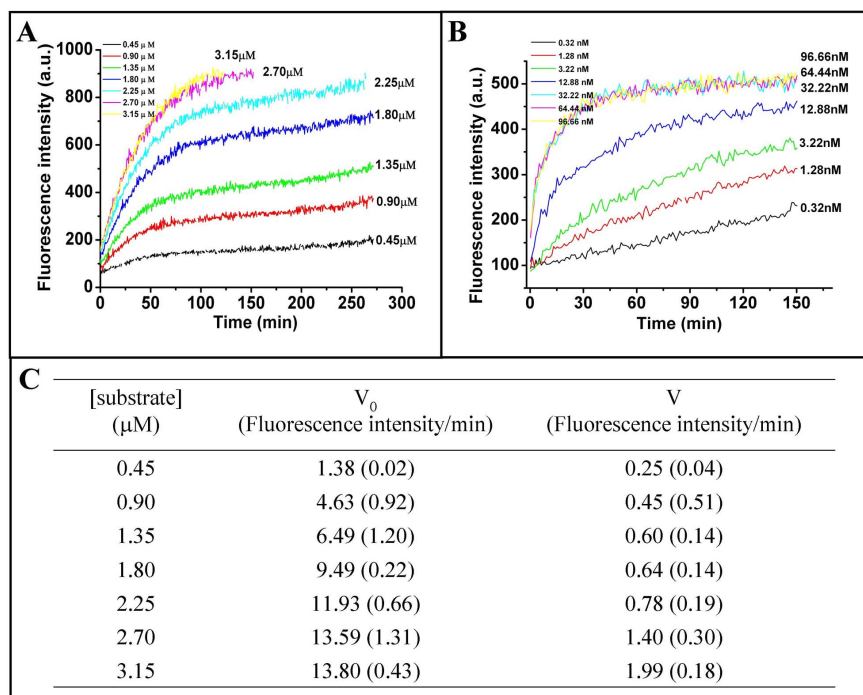 A
0.45 μ M
0.90 μ M
1.35 μ M
1.80 μ M
2.25 μ M
2.70 μ M
3.15 μ M
3.15μM
2.70μM
2.25 μM
1.80μM
1.35μM
0.90μM
0.45μM
Fluorescence intensity (a.u.)
1000
800
600
400
200
0
0 50 100 150 200 250 300
Time (min)
B
0.32 nM
1.28 nM
3.22 nM
12.88 nM
32.22 nM
64.44 nM
96.66 nM
96.66nM
64.44nM
32.22nM
12.88nM
3.22nM
1.28nM
0.32nM
Fluorescence intensity (a.u.)
500
400
300
200
100
0 30 60 90 120 150
Time (min)
C
[substrate] V0 V
(μM) (Fluorescence intensity/min) (Fluorescence intensity/min)
0.45 1.38 (0.02) 0.25 (0.04)
0.90 4.63 (0.92) 0.45 (0.51)
1.35 6.49 (1.20) 0.60 (0.14)
1.80 9.49 (0.22) 0.64 (0.14)
2.25 11.93 (0.66) 0.78 (0.19)
2.70 13.59 (1.31) 1.40 (0.30)
3.15 13.80 (0.43) 1.99 (0.18)